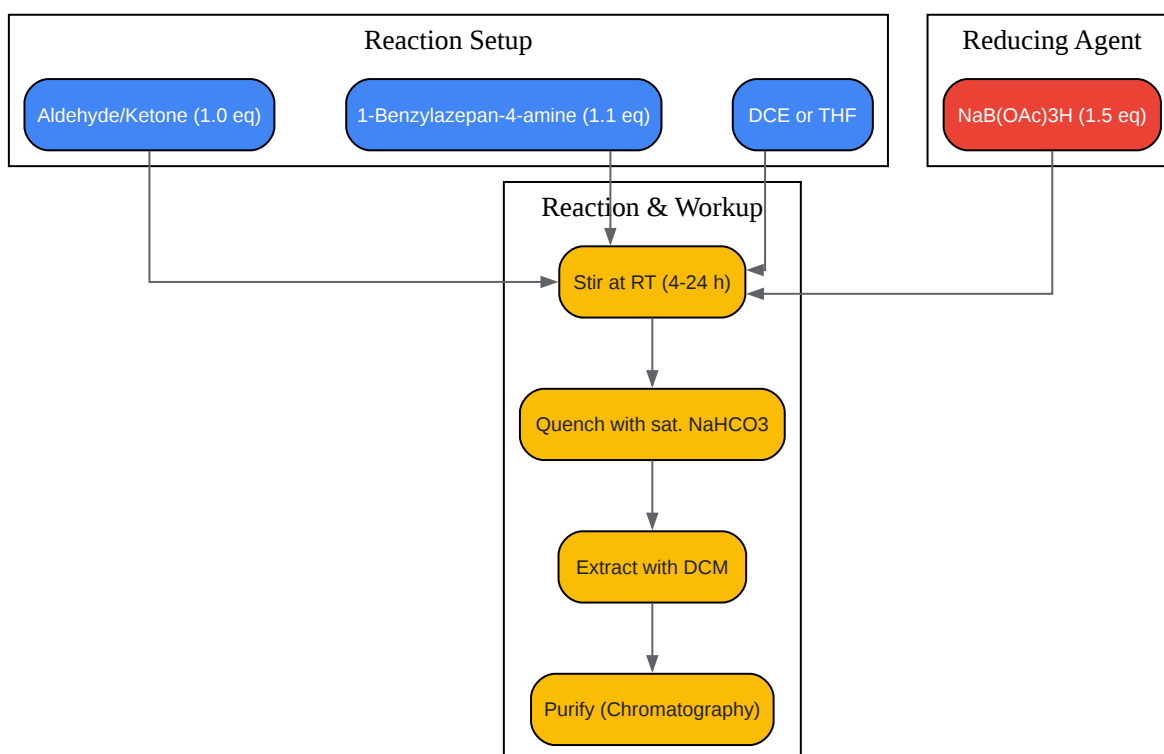 Reaction Setup
Reducing Agent
Aldehyde/Ketone (1.0 eq)
1-Benzylazepan-4-amine (1.1 eq)
DCE or THF
NaB(OAc)3H (1.5 eq)
Reaction & Workup
Stir at RT (4-24 h)
Quench with sat. NaHCO3
Extract with DCM
Purify (Chromatography)